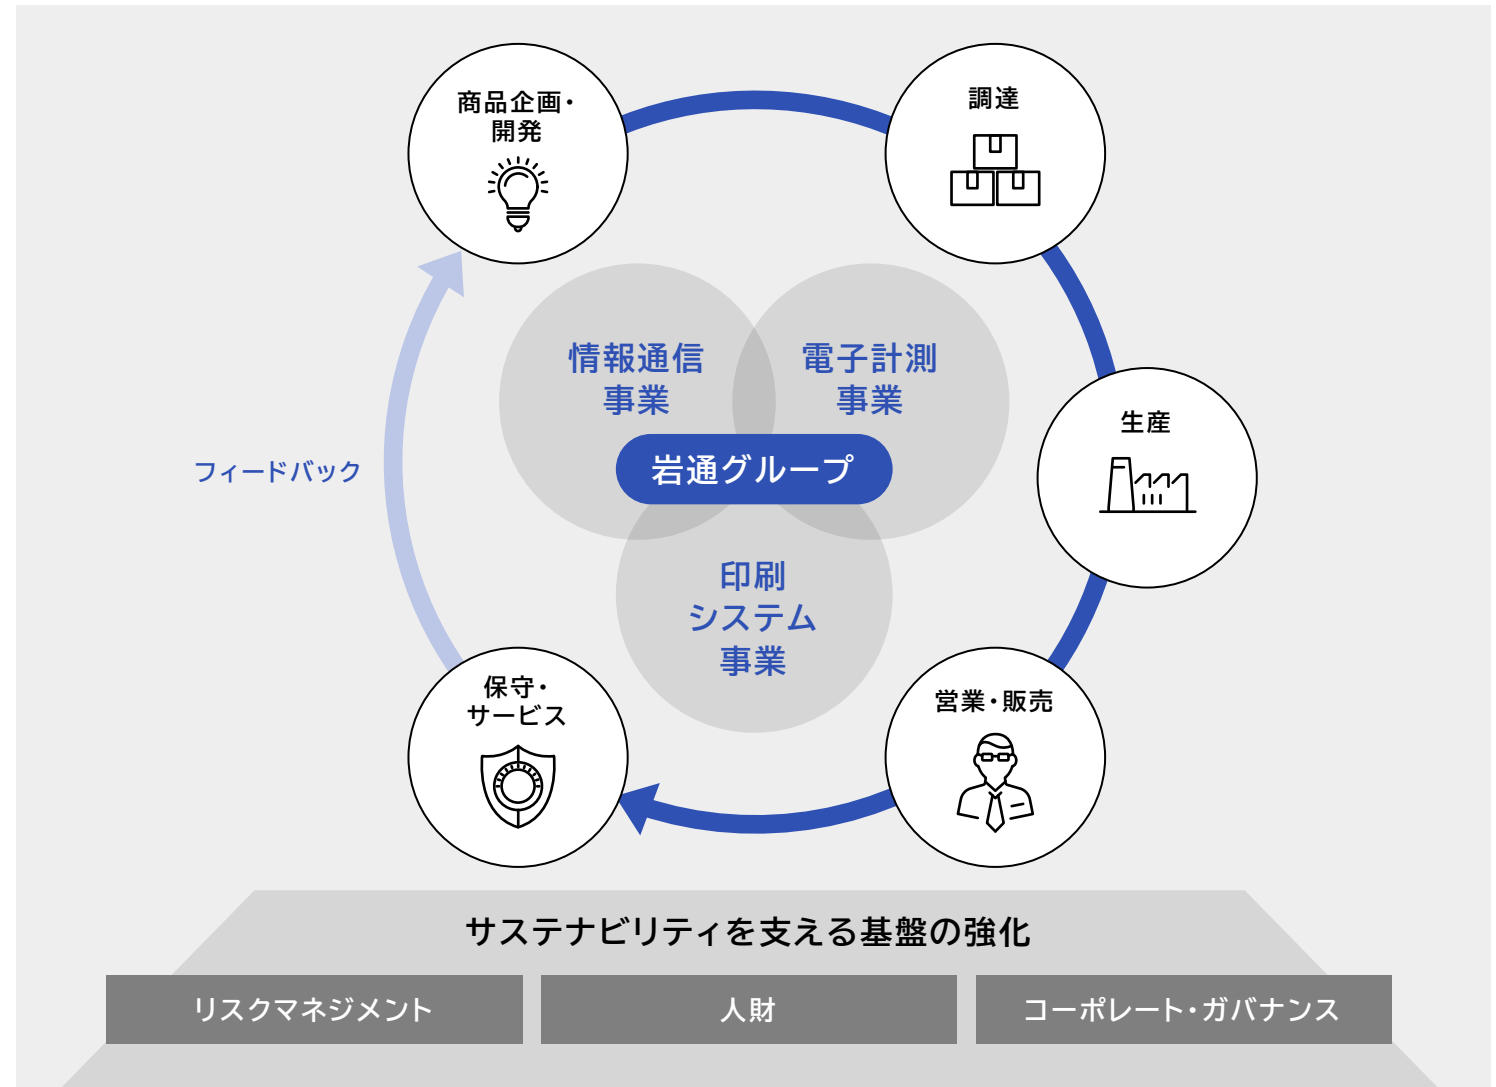 商品企画・
開発
調達
情報通信
事業
電子計測
事業
生産
フィードバック
岩通グループ
印刷
システム
事業
保守・
サービス
営業・販売
サステナビリティを支える基盤の強化
リスクマネジメント
人財
コーポレート・ガバナンス